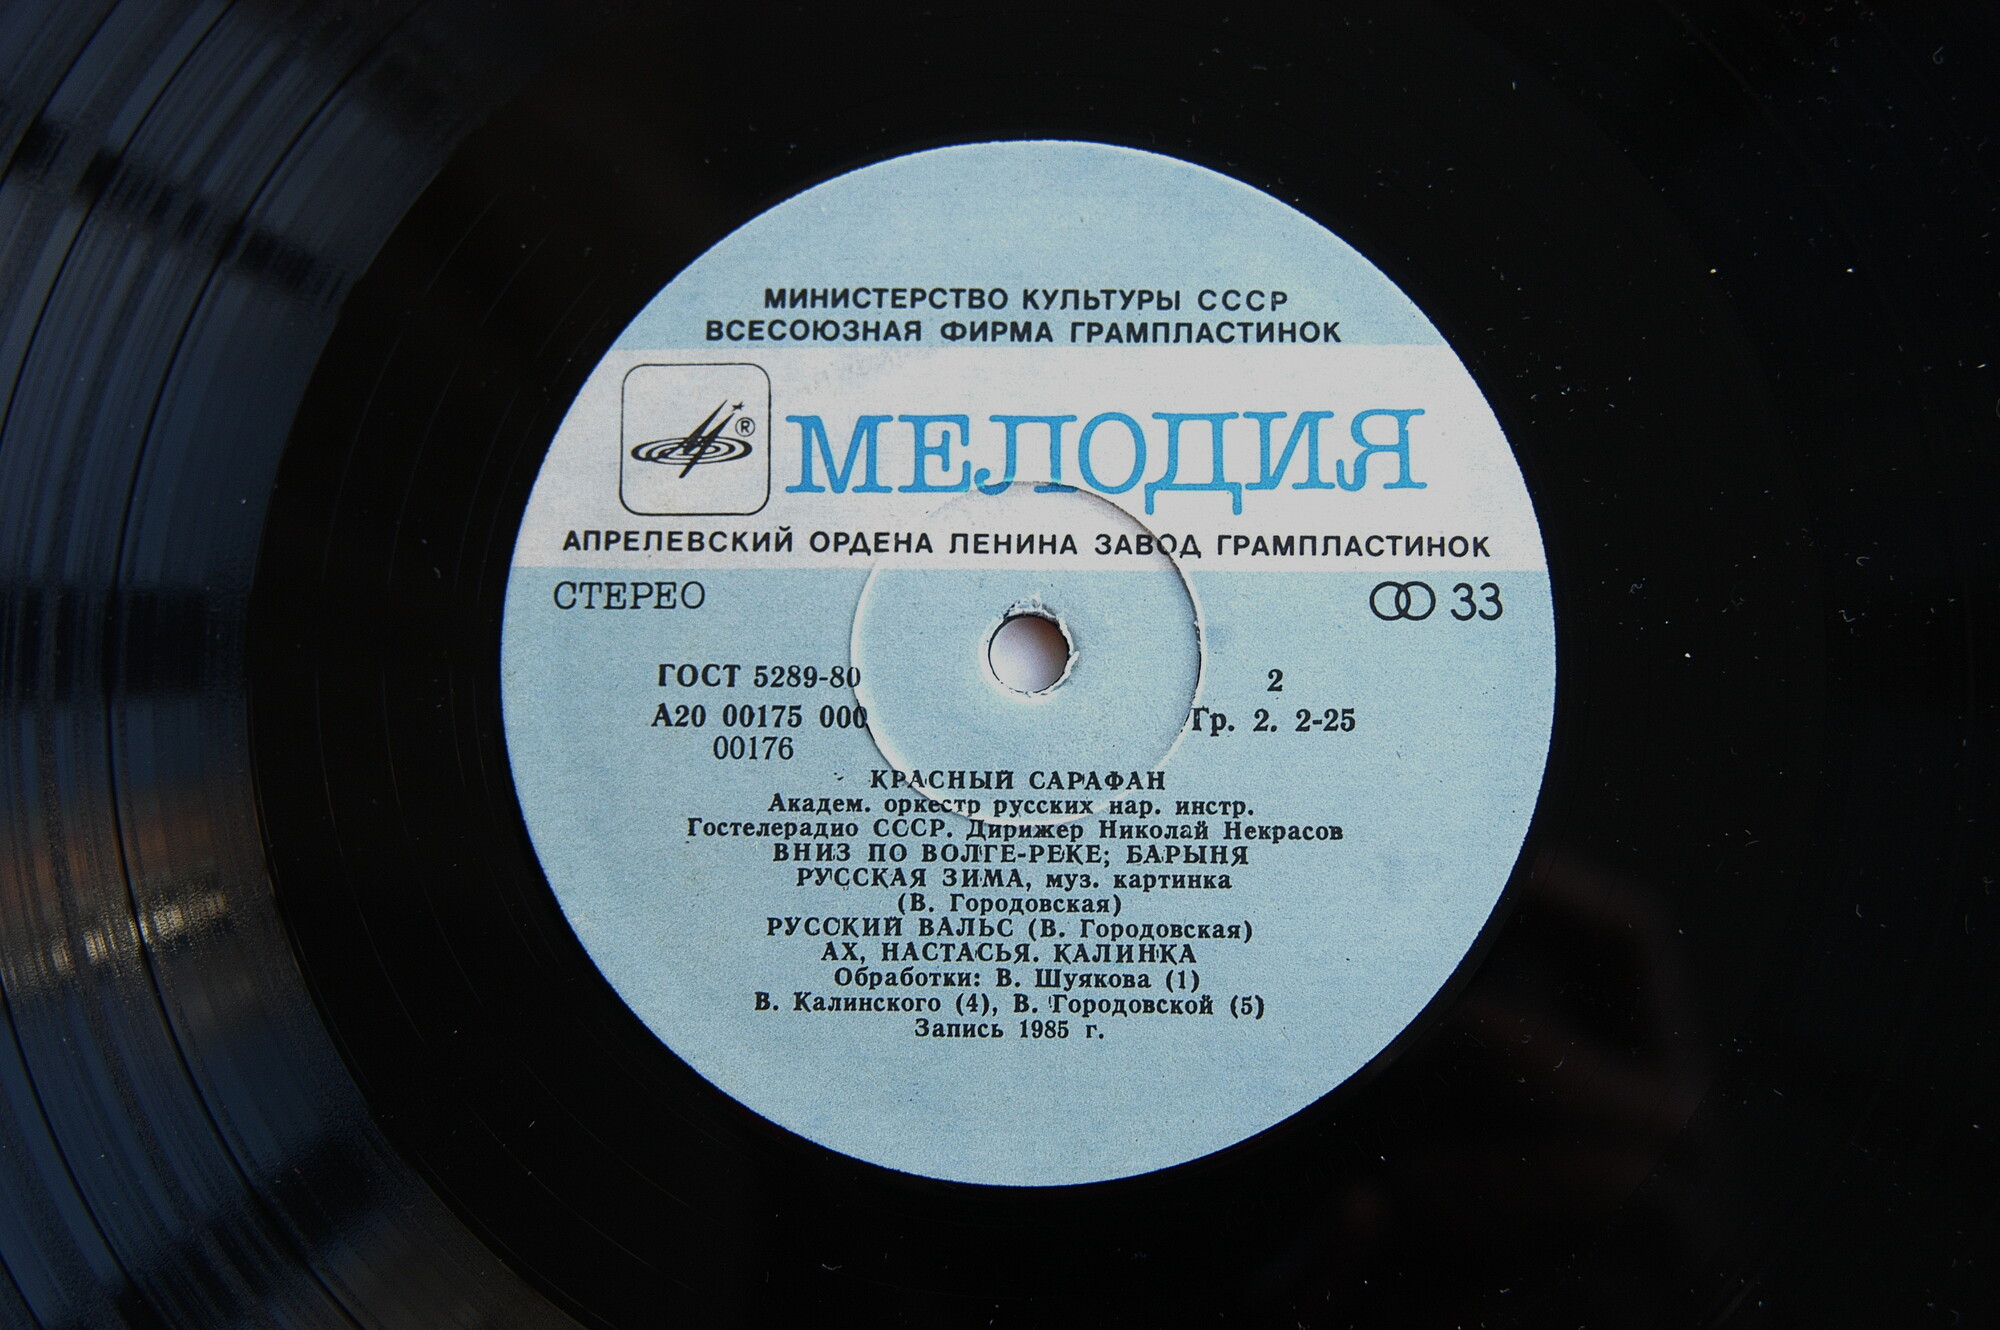 МИНИСТЕРСТВО КУЛЬТУРЫ СССР
ВСЕСОЮЗНАЯ ФИРМА ГРАМПЛАСТИНОК
® МЕЛОДИЯ
АПРЕЛЕВСКИЙ ОРДЕНА ЛЕНИНА ЗАВОД ГРАМПЛАСТИНОК
СТЕРЕО 33
ГОСТ 5289-80 2
А20 00175 000 Гр. 2. 2-25
00176
КРАСНЫЙ САРАФАН
Академ. оркестр русских нар. инстр.
Гостелерадио СССР. Дирижер Николай Некрасов
ВНИЗ ПО ВОЛГЕ-РЕКЕ; БАРЫНЯ
РУССКАЯ ЗИМА, муз. картинка
(В. Городовская)
РУССКИЙ ВАЛЬС (В. Городовская)
АХ, НАСТАСЬЯ. КАЛИНКА
Обработки: В. Шуякова (1)
В. Калинского (4), В. Городовской (5)
Запись 1985 г.